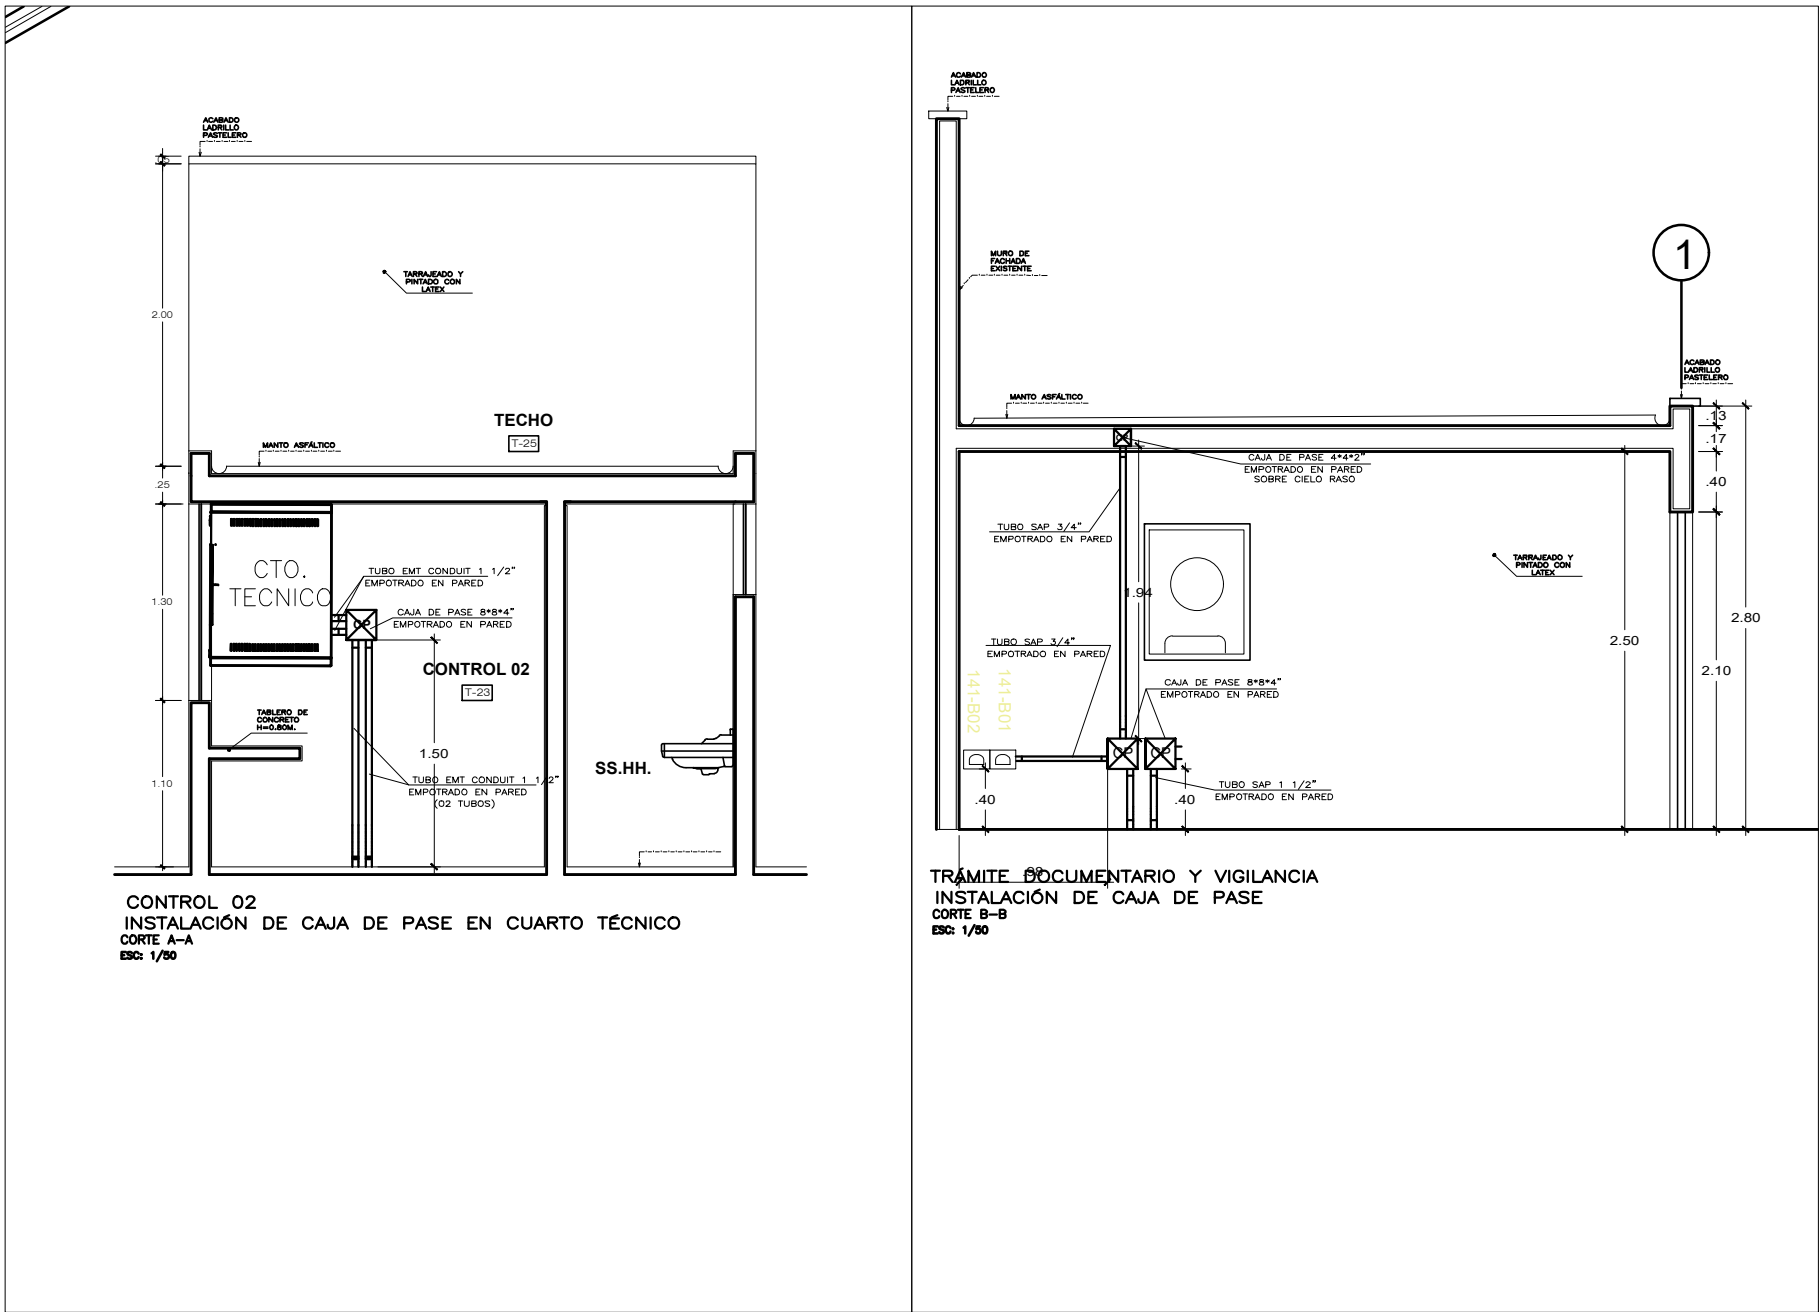 ACABADO
LADRILLO
PASTELERO
2.00
TARRAJEADO Y
PINTADO CON
LATEX
TECHO
T-25
MANTO ASFÁLTICO
.25
CTO.
TECNICO
TUBO EMT CONDUIT 1 1/2"
EMPOTRADO EN PARED
1.30
CAJA DE PASE 8*8*4"
EMPOTRADO EN PARED
CP
CONTROL 02
T-23
TABLERO DE
CONCRETO
H=0.80M.
1.50
SS.HH.
1.10
TUBO EMT CONDUIT 1 1/2"
EMPOTRADO EN PARED
(02 TUBOS)
CONTROL 02
INSTALACIÓN DE CAJA DE PASE EN CUARTO TÉCNICO
CORTE A-A
ESC: 1/50
ACABADO
LADRILLO
PASTELERO
MURO DE
FACHADA
EXISTENTE
1
ACABADO
LADRILLO
PASTELERO
MANTO ASFÁLTICO
.13
.17
CP
CAJA DE PASE 4*4*2"
EMPOTRADO EN PARED
SOBRE CIELO RASO
.40
TUBO SAP 3/4"
EMPOTRADO EN PARED
TARRAJEADO Y
PINTADO CON
LATEX
1.94
2.80
2.50
TUBO SAP 3/4"
EMPOTRADO EN PARED
2.10
141-B02
141-B01
CAJA DE PASE 8*8*4"
EMPOTRADO EN PARED
D D
CP CP
TUBO SAP 1 1/2"
EMPOTRADO EN PARED
.40
.40
TRÁMITE DOCUMENTARIO Y VIGILANCIA
INSTALACIÓN DE CAJA DE PASE
CORTE B-B
ESC: 1/50